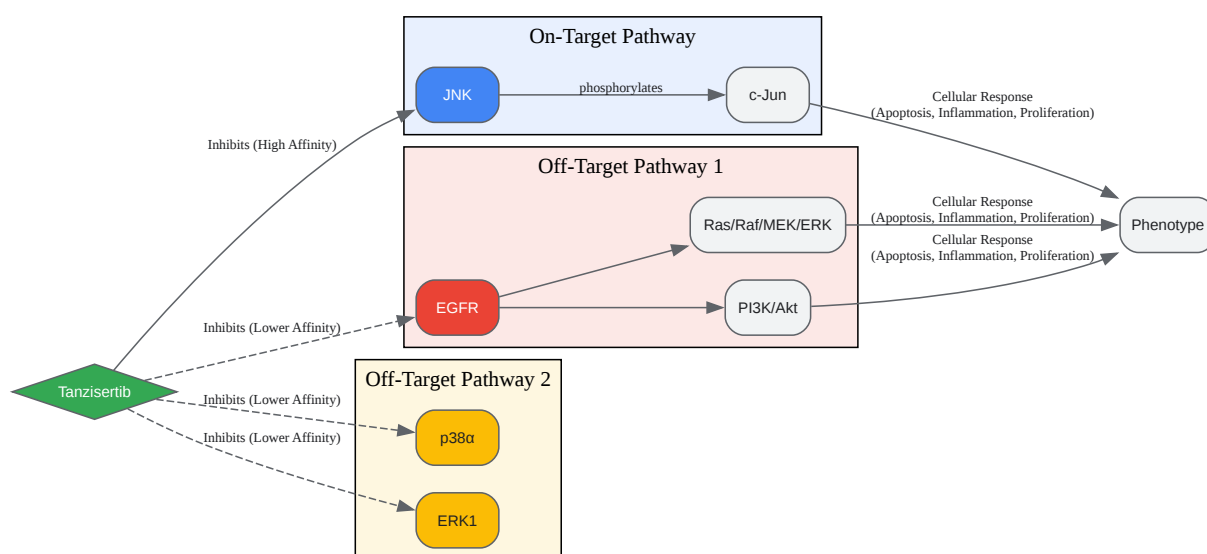 On-Target Pathway
JNK
phosphorylates
c-Jun
Cellular Response
(Apoptosis, Inflammation, Proliferation)
Inhibits (High Affinity)
Off-Target Pathway 1
Ras/Raf/MEK/ERK
Cellular Response
(Apoptosis, Inflammation, Proliferation)
Phenotype
Cellular Response
(Apoptosis, Inflammation, Proliferation)
EGFR
PI3K/Akt
Inhibits (Lower Affinity)
Tanzisertib
Off-Target Pathway 2
Inhibits (Lower Affinity)
p38α
Inhibits (Lower Affinity)
ERK1